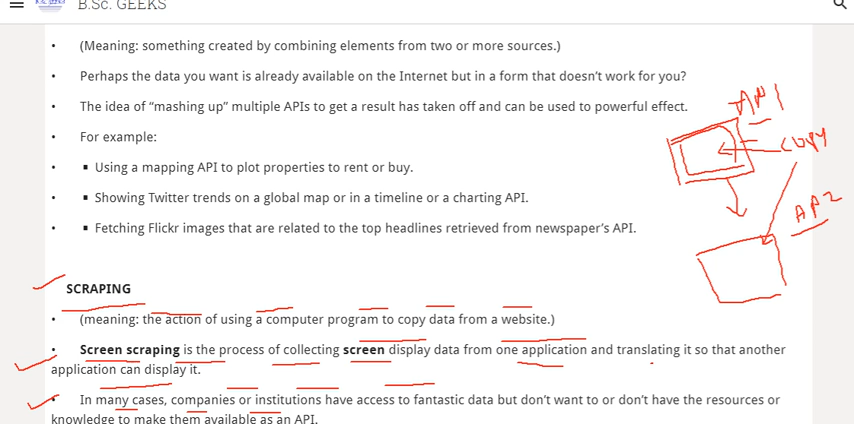 B.Sc. GEEKS
• (Meaning: something created by combining elements from two or more sources.)
• Perhaps the data you want is already available on the Internet but in a form that doesn't work for you?
• The idea of “mashing up” multiple APIs to get a result has taken off and can be used to powerful effect.
• For example:
• ▪ Using a mapping API to plot properties to rent or buy.
• ▪ Showing Twitter trends on a global map or in a timeline or a charting API.
• ▪ Fetching Flickr images that are related to the top headlines retrieved from newspaper's API.
API
COPY
AP2
SCRAPING
• (meaning: the action of using a computer program to copy data from a website.)
• Screen scraping is the process of collecting screen display data from one application and translating it so that another
application can display it.
• In many cases, companies or institutions have access to fantastic data but don't want to or don't have the resources or
knowledge to make them available as an API.